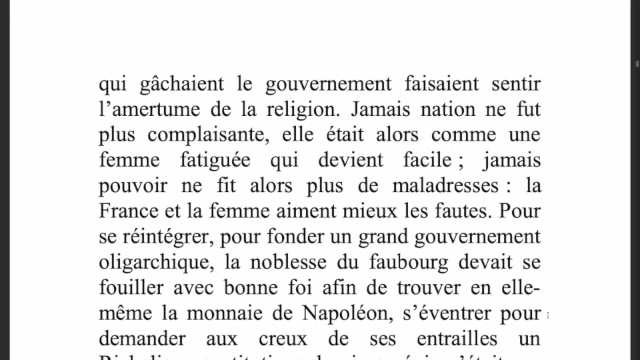 qui gâchaient le gouvernement faisaient sentir
l’amertume de la religion. Jamais nation ne fut
plus complaisante, elle était alors comme une
femme fatiguée qui devient facile ; jamais
pouvoir ne fit alors plus de maladresses : la
France et la femme aiment mieux les fautes. Pour
se réintégrer, pour fonder un grand gouvernement
oligarchique, la noblesse du faubourg devait se
fouiller avec bonne foi afin de trouver en elle-
même la monnaie de Napoléon, s’éventrer pour
demander aux creux de ses entrailles un